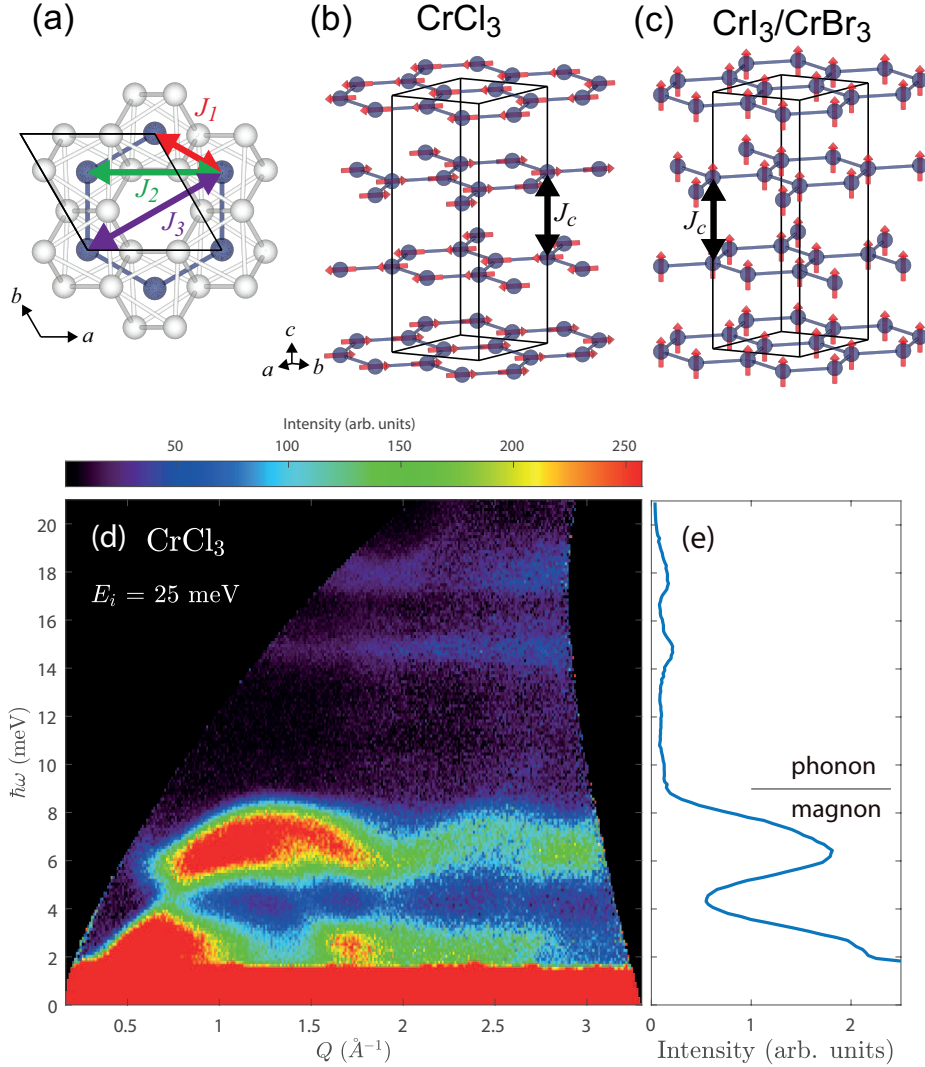 (a)
(b) CrCl3
(c) CrI3/CrBr3
J1
J2
J3
b
a
Jc
c
a b
Jc
Intensity (arb. units)
50 100 150 200 250
(d) CrCl3
Ei = 25 meV
20
18
16
14
12
10
8
6
4
2
0
ħω (meV)
0.5 1 1.5 2 2.5 3
Q (Å−1)
(e)
phonon
magnon
0 1 2
Intensity (arb. units)